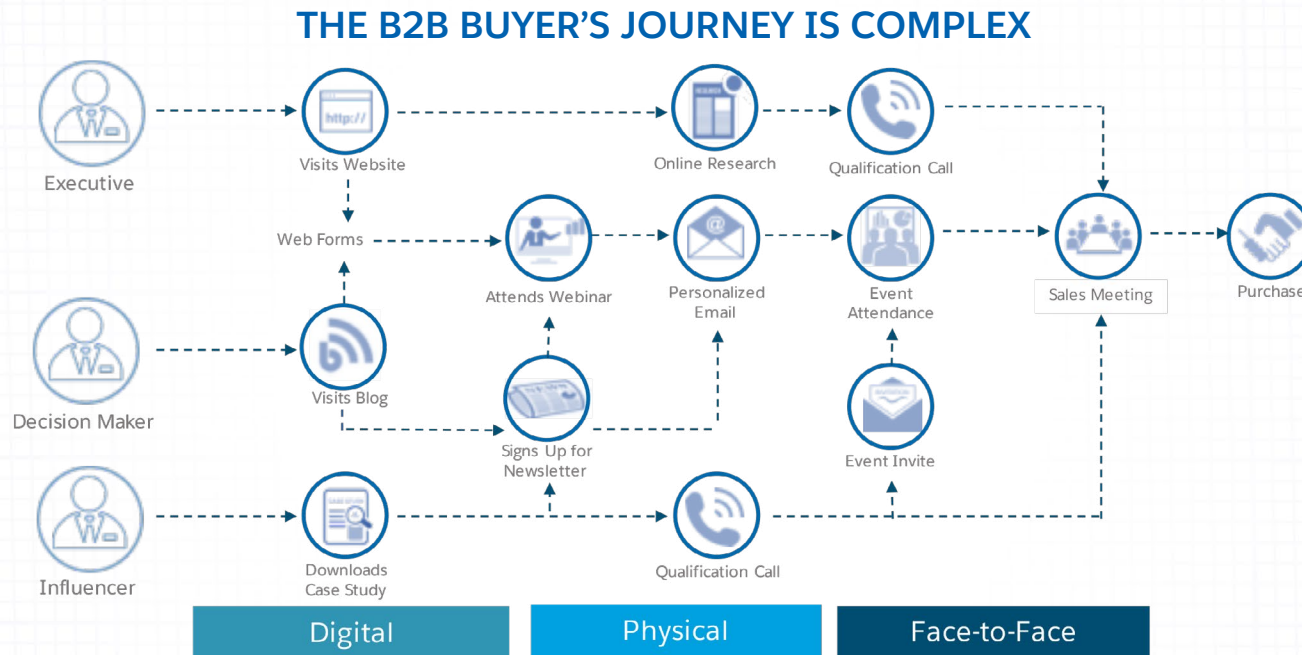 THE B2B BUYER'S JOURNEY IS COMPLEX
http://
Executive
Visits Website
Online Research
Qualification Call
Web Forms
Attends Webinar
Personalized
Email
Event
Attendance
Sales Meeting
Purchase
@
Decision Maker
Visits Blog
Signs Up for
Newsletter
Event Invite
Influencer
Downloads
Case Study
Qualification Call
Digital
Physical
Face-to-Face